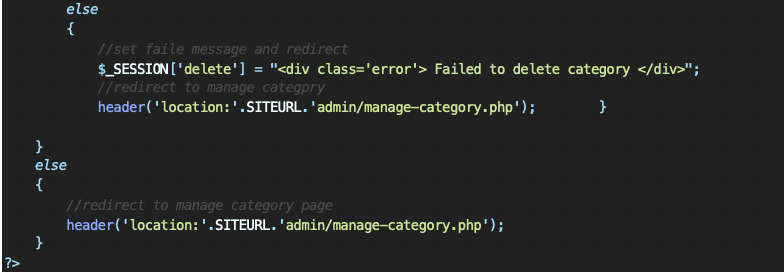 else
{
//set faile message and redirect
$_SESSION['delete'] = "<div class='error'> Failed to delete category </div>";
//redirect to manage categpry
header('location:'.SITEURL.'admin/manage-category.php'); }
}
else
{
//redirect to manage category page
header('location:'.SITEURL.'admin/manage-category.php');
}
?>